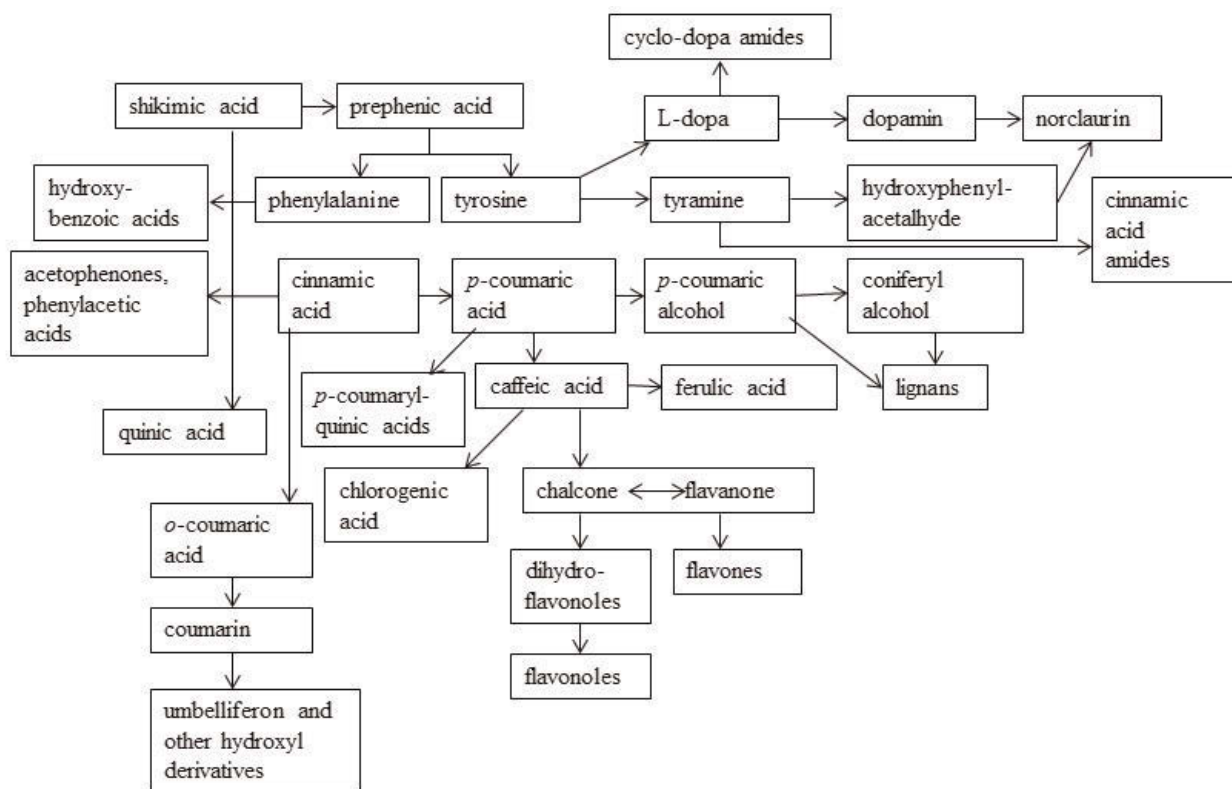 cyclo-dopa amides
shikimic acid
prephenic acid
L-dopa
dopamin
norclaurin
hydroxy-
benzoic acids
phenylalanine
tyrosine
tyramine
hydroxyphenyl-
acetalhyde
cinnamic
acid
amides
acetophenones,
phenylacetic
acids
cinnamic
acid
p-coumaric
acid
p-coumaric
alcohol
coniferyl
alcohol
quinic acid
p-coumaryl-
quinic acids
caffeic acid
ferulic acid
lignans
chlorogenic
acid
chalcone
flavanone
o-coumaric
acid
dihydro-
flavonoles
flavones
coumarin
flavonoles
umbelliferon and
other hydroxyl
derivatives